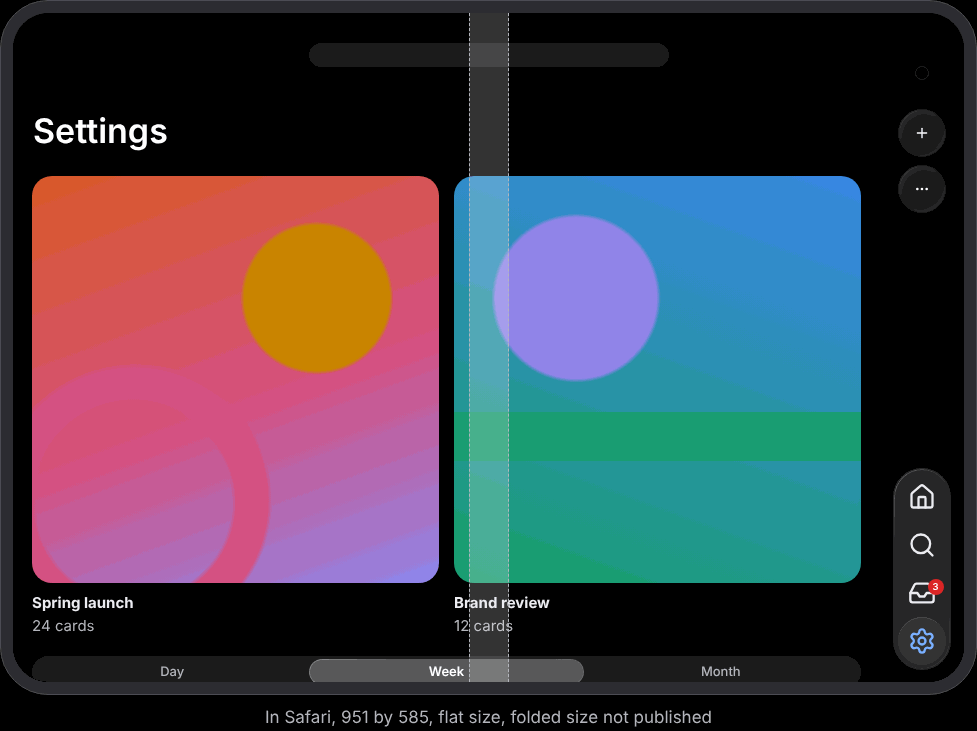 Settings
Spring launch
24 cards
Brand review
12 cards
Day
Week
Month
3
In Safari, 951 by 585, flat size, folded size not published